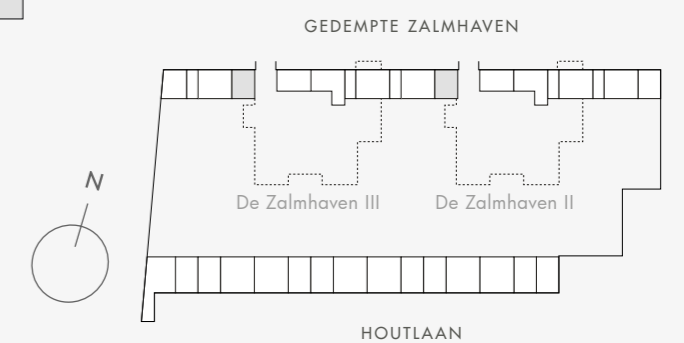 GEDEMPTE ZALMHAVEN
N
De Zalmhaven III
De Zalmhaven II
HOUTLAAN